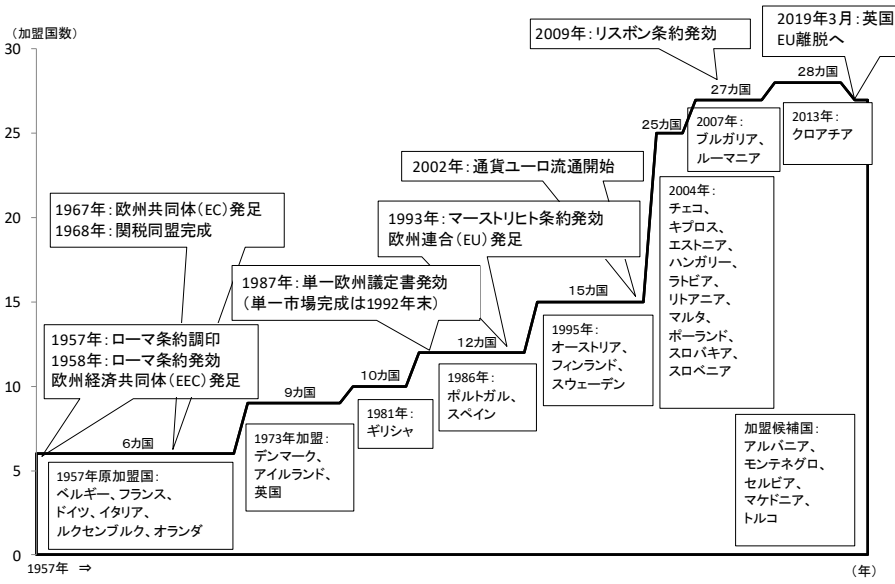 (加盟国数)
30
25
20
15
10
5
0
1957年 ⇒
(年)
6カ国
9カ国
10カ国
12カ国
15カ国
25カ国
27カ国
28カ国
1957年:ローマ条約調印
1958年:ローマ条約発効
欧州経済共同体(EEC)発足
1967年:欧州共同体(EC)発足
1968年:関税同盟完成
1987年:単一欧州議定書発効
(単一市場完成は1992年末)
1993年:マーストリヒト条約発効
欧州連合(EU)発足
2002年:通貨ユーロ流通開始
2009年:リスボン条約発効
2019年3月:英国
EU離脱へ
1957年原加盟国:
ベルギー、フランス、
ドイツ、イタリア、
ルクセンブルク、オランダ
1973年加盟:
デンマーク、
アイルランド、
英国
1981年:
ギリシャ
1986年:
ポルトガル、
スペイン
1995年:
オーストリア、
フィンランド、
スウェーデン
2004年:
チェコ、
キプロス、
エストニア、
ハンガリー、
ラトビア、
リトアニア、
マルタ、
ポーランド、
スロバキア、
スロベニア
2007年:
ブルガリア、
ルーマニア
2013年:
クロアチア
加盟候補国:
アルバニア、
モンテネグロ、
セルビア、
マケドニア、
トルコ